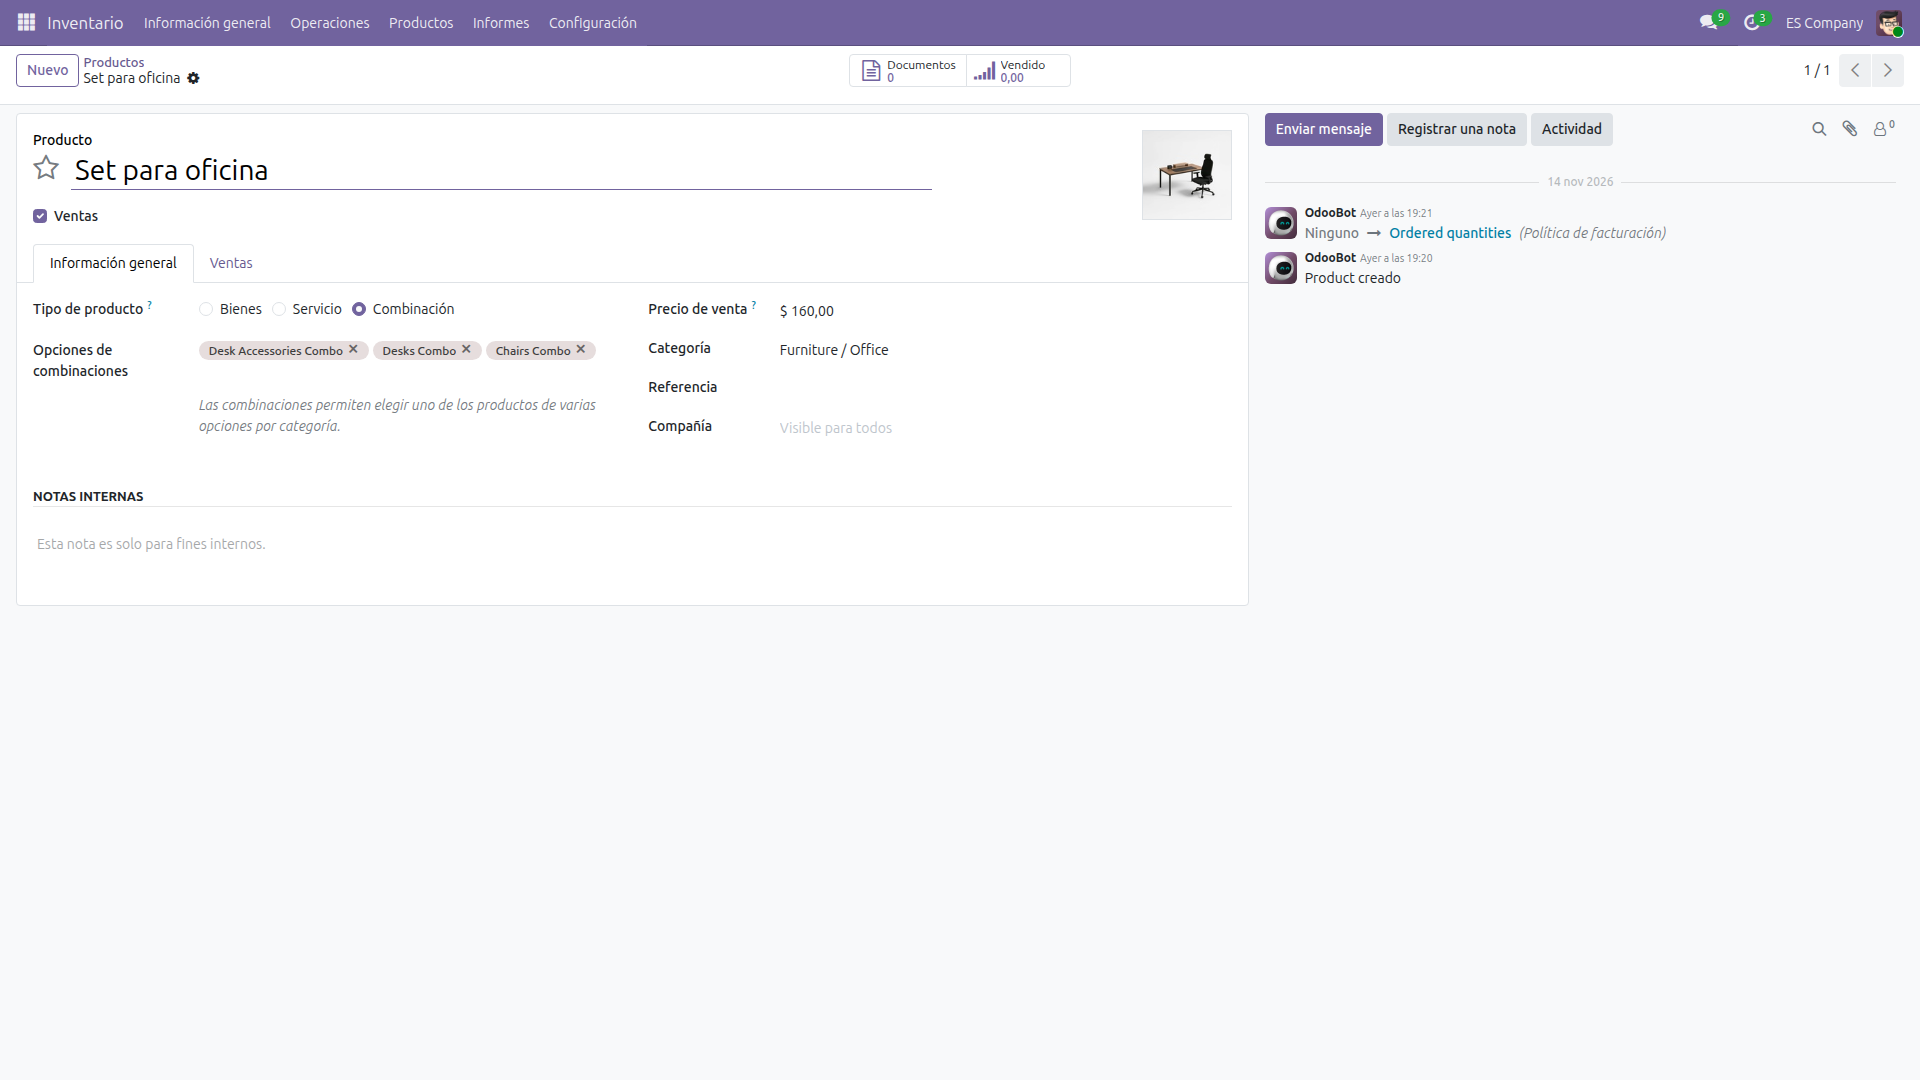 Inventario Información general Operaciones Productos Informes Configuración 9 3 ES Company
Nuevo Productos
Set para oficina
Documentos
0
Vendido
0,00
1 / 1
Producto
Set para oficina
Ventas
Información general Ventas
Tipo de producto ? Bienes Servicio Combinación
Opciones de combinaciones Desk Accessories Combo Desks Combo Chairs Combo
Las combinaciones permiten elegir uno de los productos de varias
opciones por categoría.
Precio de venta ? $ 160,00
Categoría Furniture / Office
Referencia
Compañía Visible para todos
NOTAS INTERNAS
Esta nota es solo para fines internos.
Enviar mensaje Registrar una nota Actividad 0
14 nov 2026
OdooBot Ayer a las 19:21
Ninguno → Ordered quantities (Política de facturación)
OdooBot Ayer a las 19:20
Product creado